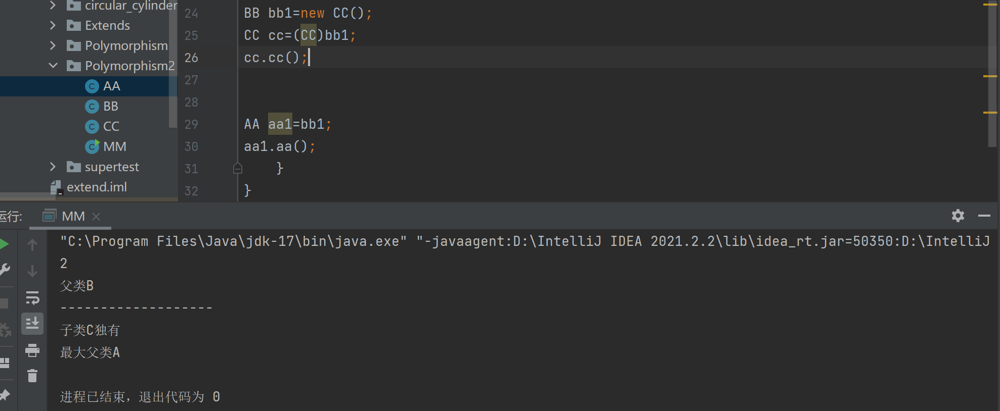 circular_cylinder
Extends
Polymorphism
Polymorphism2
AA
BB
CC
MM
supertest
extend.iml
24 BB bb1=new CC();
25 CC cc=(CC)bb1;
26 cc.cc();
27
28
29 AA aa1=bb1;
30 aa1.aa();
31 }
32 }
运行: MM
"C:\Program Files\Java\jdk-17\bin\java.exe" "-javaagent:D:\IntelliJ IDEA 2021.2.2\lib\idea_rt.jar=50350:D:\IntelliJ
2
父类B
-------------------
子类C独有
最大父类A
进程已结束，退出代码为 0